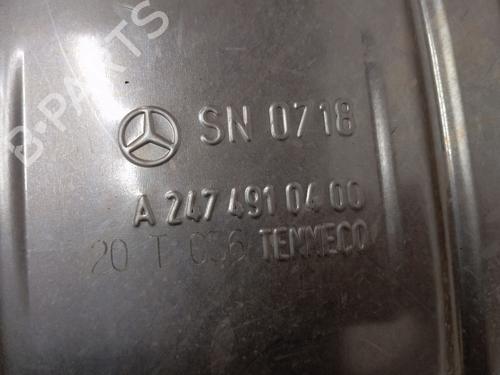 B-PARTS
SN 0718
A 247 491 04 00
20 T 036 TENNECO